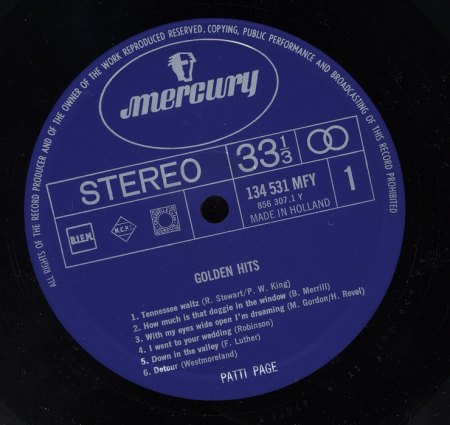 ALL RIGHTS OF THE RECORD PRODUCER AND OF THE OWNER OF THE WORK REPRODUCED RESERVED. COPYING, PUBLIC PERFORMANCE AND BROADCASTING OF THIS RECORD PROHIBITED
mercury
STEREO
33 1/3
B.I.E.M.
M.C.P.S.
134 531 MFY
856 307.1 Y
MADE IN HOLLAND
1
GOLDEN HITS
1. Tennessee waltz (R. Stewart/P. W. King)
2. How much is that doggie in the window (B. Merrill)
3. With my eyes wide open I'm dreaming (M. Gordon/H. Revel)
4. I went to your wedding (Robinson)
5. Down in the valley (F. Luther)
6. Detour (Westmoreland)
PATTI PAGE